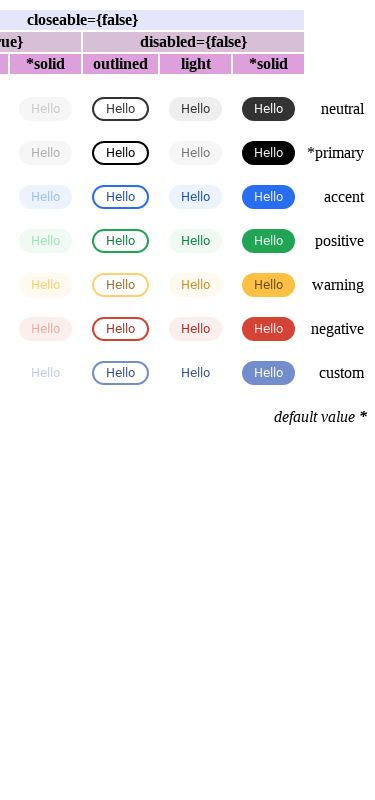 closeable={false}
rue} disabled={false}
*solid outlined light *solid
Hello Hello Hello Hello neutral
Hello Hello Hello Hello *primary
Hello Hello Hello Hello accent
Hello Hello Hello Hello positive
Hello Hello Hello Hello warning
Hello Hello Hello Hello negative
Hello Hello Hello Hello custom
default value *